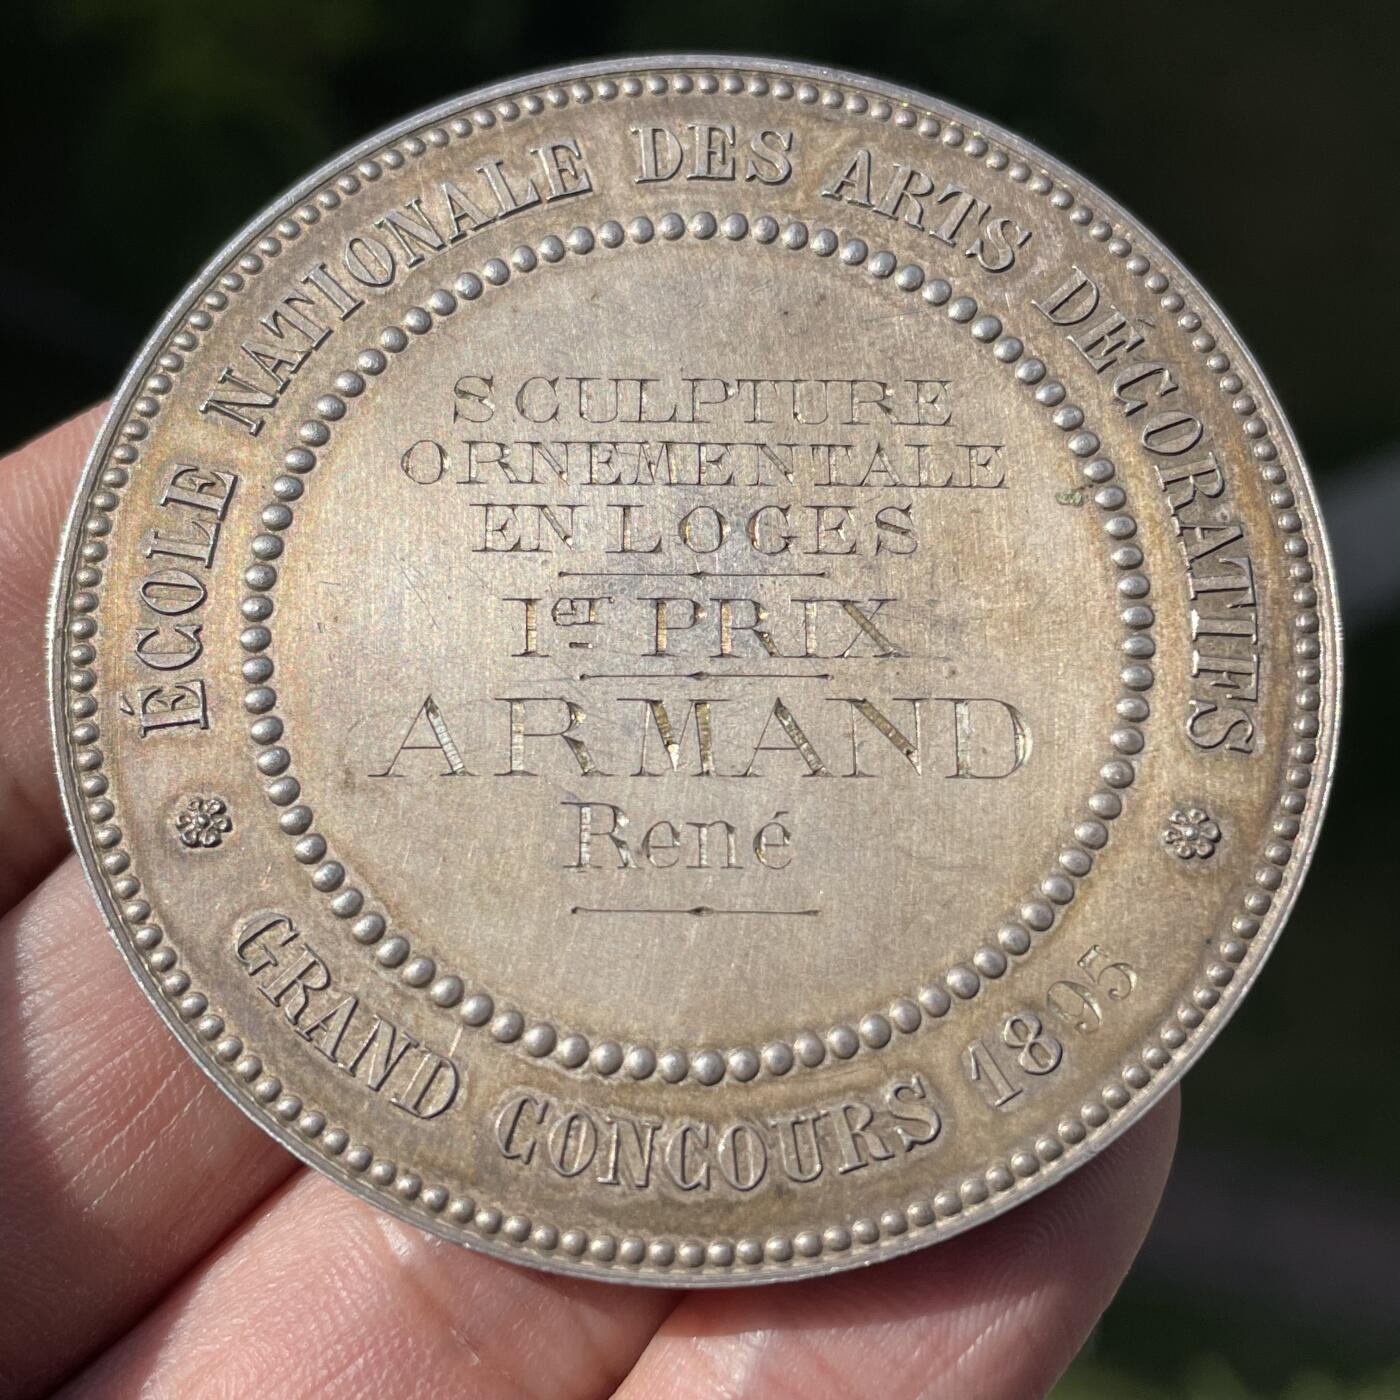 ÉCOLE NATIONALE DES ARTS DÉCORATIFS
SCULPTURE
ORNEMENTALE
EN LOGES
1er PRIX
ARMAND
René
GRAND CONCOURS 1895